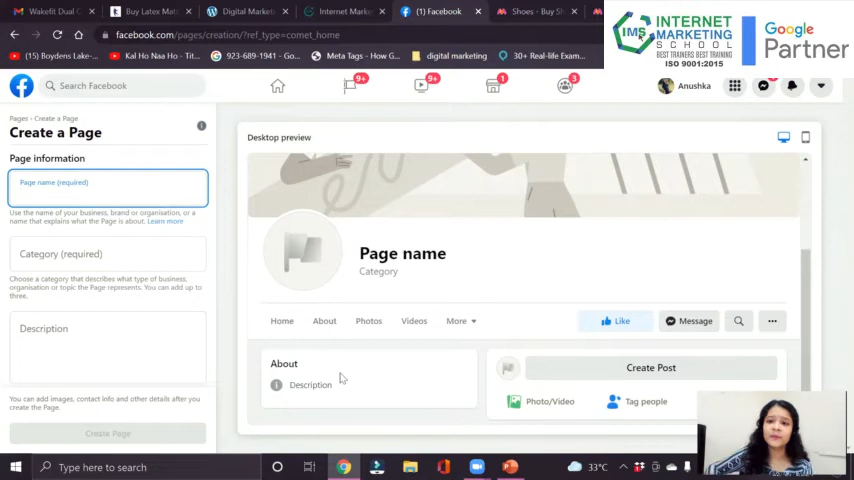 Wakefit Dual C
Buy Latex Matt
Digital Market
Internet Marke
(1) Facebook
Shoes - Buy Sh
facebook.com/pages/creation/?ref_type=comet_home
(15) Boydens Lake-...
Kal Ho Naa Ho - Tit...
923-689-1941 - Go...
Meta Tags - How G...
digital marketing
30+ Real-life Exam...
IMS
INTERNET
MARKETING
SCHOOL
BEST TRAINERS BEST TRAINING
ISO 9001:2015
Google
Partner
Search Facebook
9+
9+
1
3
Anushka
Pages › Create a Page
Create a Page
Page information
Page name (required)
Use the name of your business, brand or organisation, or a
name that explains what the Page is about. Learn more
Category (required)
Choose a category that describes what type of business,
organisation or topic the Page represents. You can add up to
three.
Description
You can add images, contact info and other details after you
create the Page.
Create Page
Desktop preview
Page name
Category
Home
About
Photos
Videos
More
Like
Message
About
Description
Create Post
Photo/Video
Tag people
Type here to search
33°C